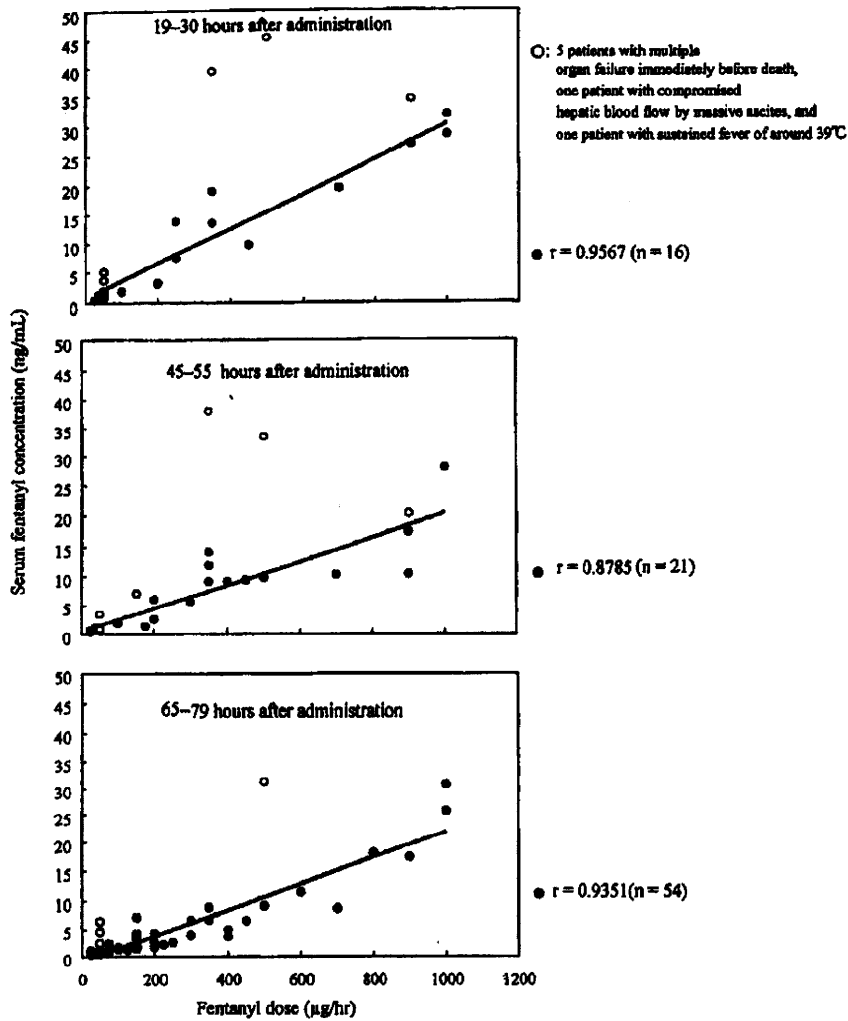 19–30 hours after administration
50
45
40
35
30
25
20
15
10
5
0
O: 5 patients with multiple
organ failure immediately before death,
one patient with compromised
hepatic blood flow by massive ascites, and
one patient with sustained fever of around 39℃
● r = 0.9567 (n = 16)
Serum fentanyl concentration (ng/mL)
45–55 hours after administration
50
45
40
35
30
25
20
15
10
5
0
● r = 0.8785 (n = 21)
65–79 hours after administration
50
45
40
35
30
25
20
15
10
5
0
● r = 0.9351(n = 54)
0 200 400 600 800 1000 1200
Fentanyl dose (µg/hr)